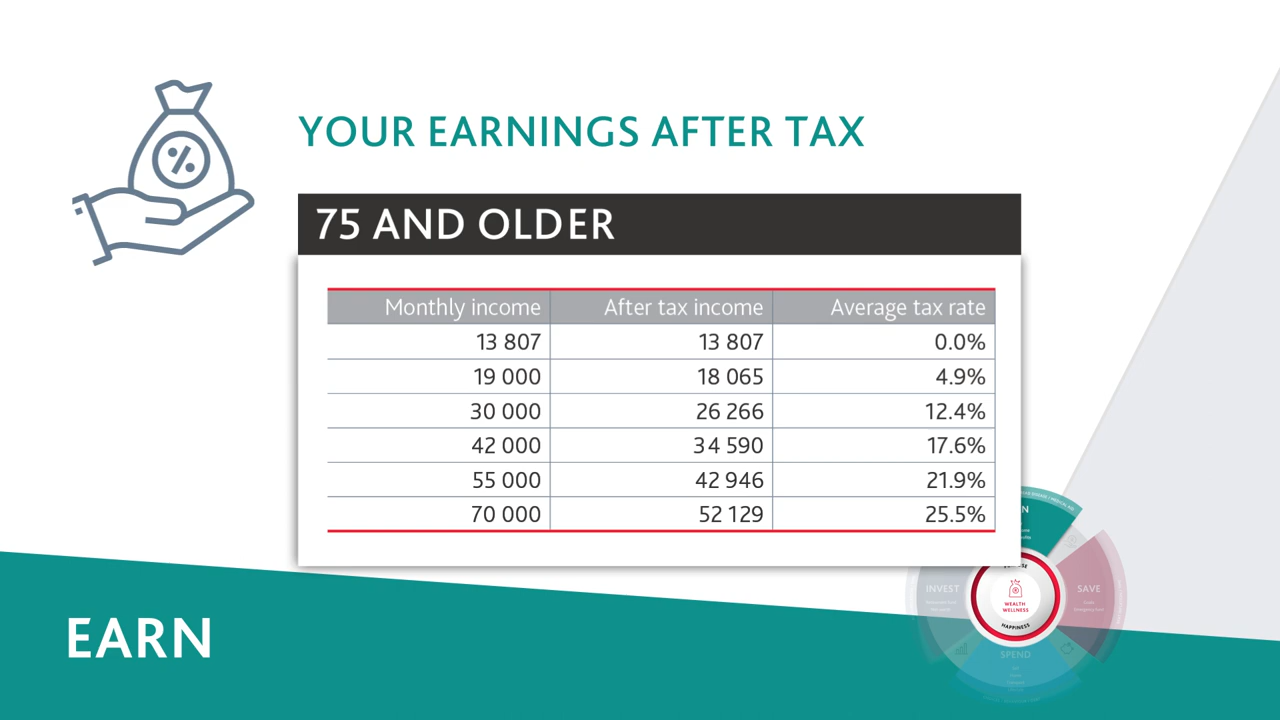 YOUR EARNINGS AFTER TAX
75 AND OLDER
Monthly income After tax income Average tax rate
13 807 13 807 0.0%
19 000 18 065 4.9%
30 000 26 266 12.4%
42 000 34 590 17.6%
55 000 42 946 21.9%
70 000 52 129 25.5%
EARN
INVEST
SAVE
WEALTH
WELLNESS
HAPPINESS
SPEND